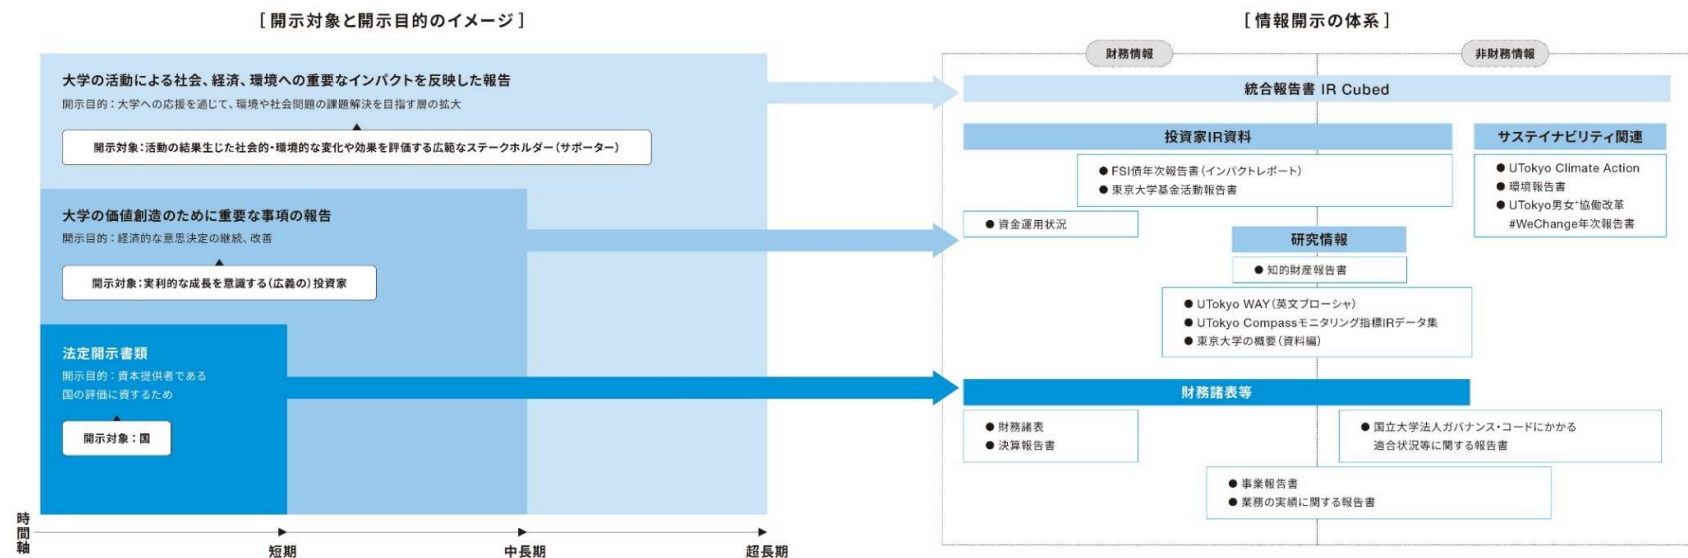 [開示対象と開示目的のイメージ]
大学の活動による社会、経済、環境への重要なインパクトを反映した報告
開示目的：大学への応援を通じて、環境や社会問題の課題解決を目指す層の拡大
開示対象：活動の結果生じた社会的・環境的な変化や効果を評価する広範なステークホルダー（サポーター）
大学の価値創造のために重要な事項の報告
開示目的：経済的な意思決定の継続、改善
開示対象：実利的な成長を意識する（広義の）投資家
法定開示書類
開示目的：資本提供者である
国の評価に資するため
開示対象：国
時間軸
短期
中長期
超長期
[情報開示の体系]
財務情報
非財務情報
統合報告書 IR Cubed
投資家IR資料
● FSI債年次報告書（インパクトレポート）
● 東京大学基金活動報告書
● 資金運用状況
サステイナビリティ関連
● UTokyo Climate Action
● 環境報告書
● UTokyo男女⁺協働改革
#WeChange年次報告書
研究情報
● 知的財産報告書
● UTokyo WAY（英文ブローシャ）
● UTokyo Compassモニタリング指標IRデータ集
● 東京大学の概要（資料編）
財務諸表等
● 財務諸表
● 決算報告書
● 国立大学法人ガバナンス・コードにかかる
適合状況等に関する報告書
● 事業報告書
● 業務の実績に関する報告書